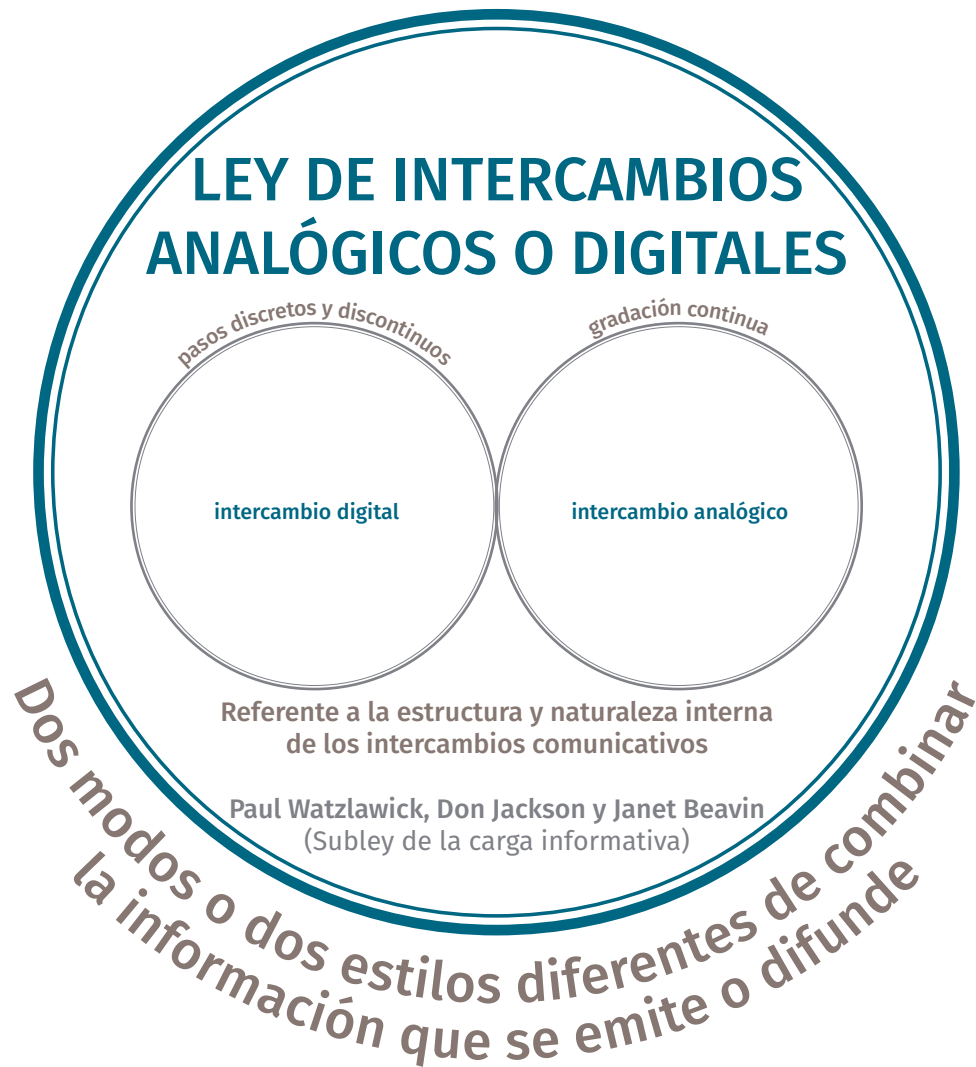 LEY DE INTERCAMBIOS
ANALÓGICOS O DIGITALES
pasos discretos y discontinuos
gradación continua
intercambio digital
intercambio analógico
Referente a la estructura y naturaleza interna
de los intercambios comunicativos
Paul Watzlawick, Don Jackson y Janet Beavin
(Subley de la carga informativa)
Dos modos o dos estilos diferentes de combinar
la información que se emite o difunde